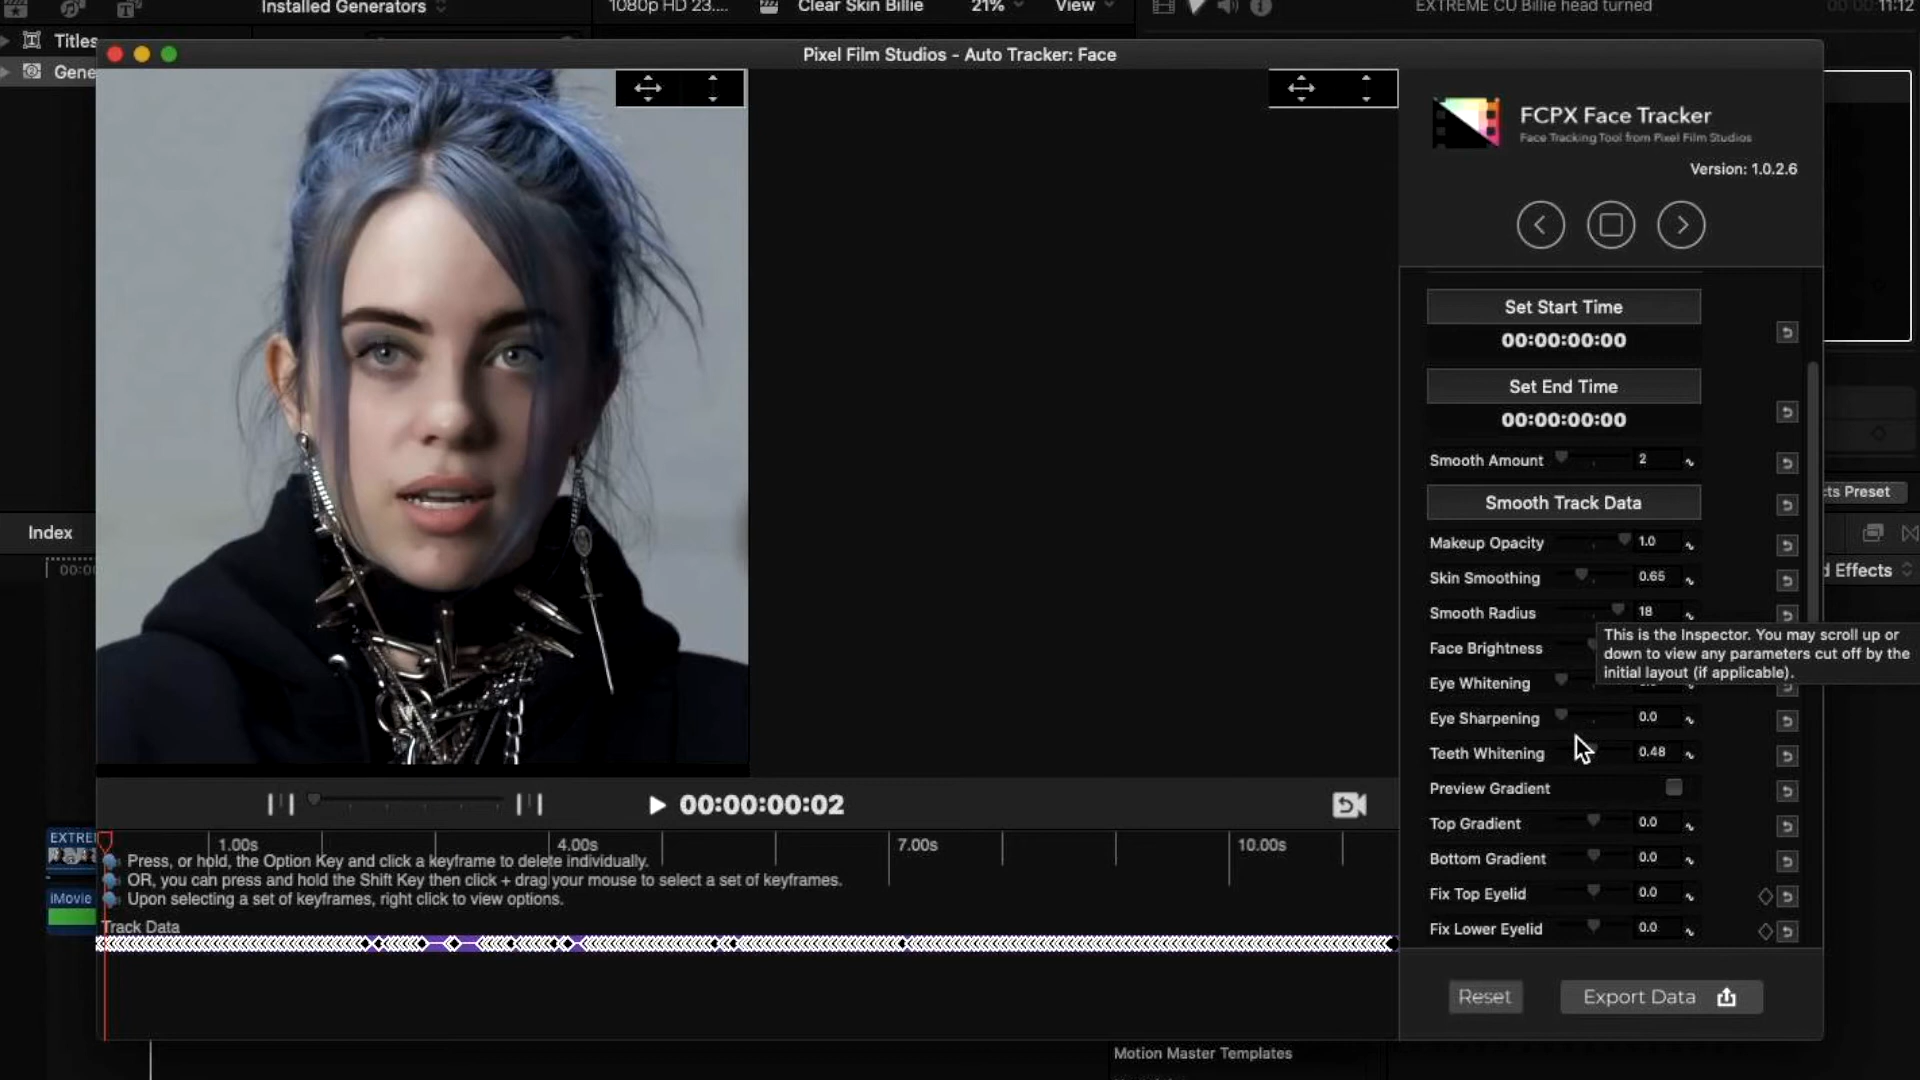 Installed Generators
1080p HD 23....
Clear Skin Billie
21%
View
EXTREME CU Billie head turned
11:12
Titles
Gene
Pixel Film Studios - Auto Tracker: Face
FCPX Face Tracker
Face Tracking Tool from Pixel Film Studios
Version: 1.0.2.6
Set Start Time
00:00:00:00
Set End Time
00:00:00:00
Smooth Amount 2
Smooth Track Data
Makeup Opacity 1.0
Skin Smoothing 0.65
Smooth Radius 18
Face Brightness
Eye Whitening
Eye Sharpening 0.0
Teeth Whitening 0.48
Preview Gradient
Top Gradient 0.0
Bottom Gradient 0.0
Fix Top Eyelid 0.0
Fix Lower Eyelid 0.0
This is the Inspector. You may scroll up or
down to view any parameters cut off by the
initial layout (if applicable).
Reset
Export Data
cts Preset
d Effects
Index
00:0
00:00:00:02
1.00s
4.00s
7.00s
10.00s
Press, or hold, the Option Key and click a keyframe to delete individually.
OR, you can press and hold the Shift Key then click + drag your mouse to select a set of keyframes.
Upon selecting a set of keyframes, right click to view options.
Track Data
EXTRE
iMovie
Motion Master Templates